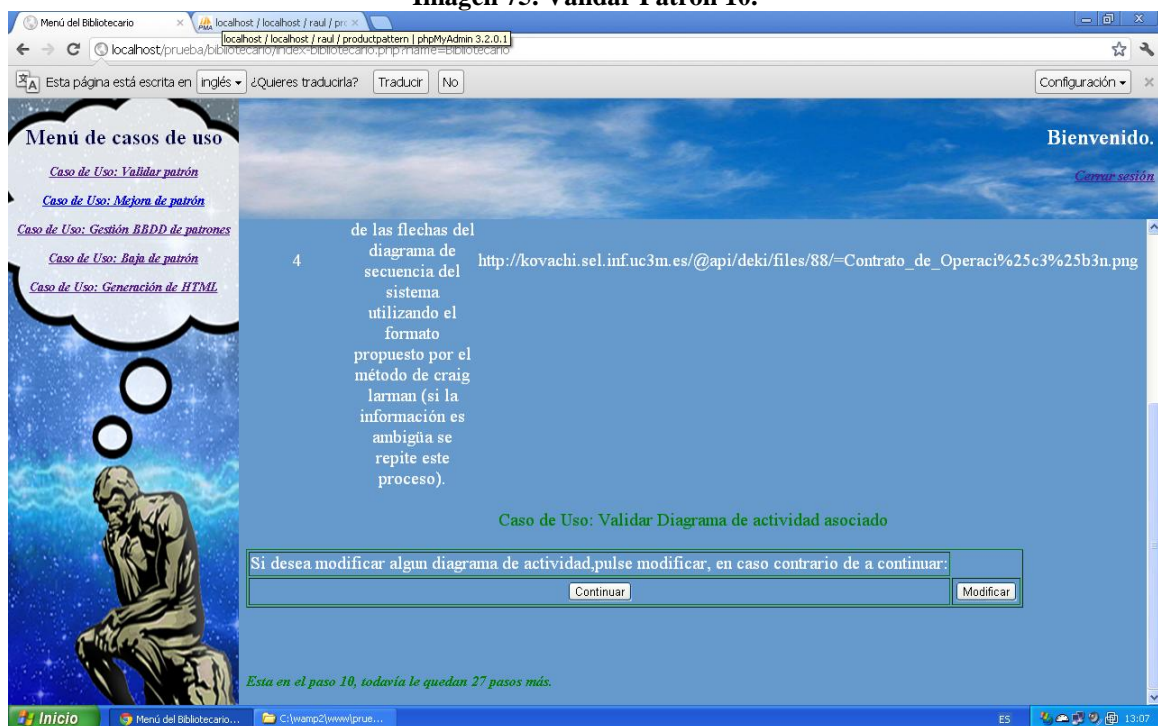 Imagen 75. Validar Patrón 10.
Menú del Bibliotecario
localhost / localhost / raul / pro
localhost / localhost / raul / productpattern | phpMyAdmin 3.2.0.1
localhost/prueba/bibliotecario/index-bibliotecario.php?name=Bibliotecario
Esta página está escrita en inglés ¿Quieres traducirla? Traducir No Configuración
Menú de casos de uso
Caso de Uso: Validar patrón
Caso de Uso: Mejora de patrón
Caso de Uso: Gestión BBDD de patrones
Caso de Uso: Baja de patrón
Caso de Uso: Generación de HTML
Bienvenido.
Cerrar sesión
4
de las flechas del
diagrama de
secuencia del
sistema
utilizando el
formato
propuesto por el
método de craig
larman (si la
información es
ambigüa se
repite este
proceso).
http://kovachi.sel.inf.uc3m.es/@api/deki/files/88/=Contrato_de_Operaci%25c3%25b3n.png
Caso de Uso: Validar Diagrama de actividad asociado
Si desea modificar algun diagrama de actividad,pulse modificar, en caso contrario de a continuar:
Continuar Modificar
Esta en el paso 10, todavía le quedan 27 pasos más.
Inicio Menú del Bibliotecario... C:\wamp2\www\prue... ES 13:07